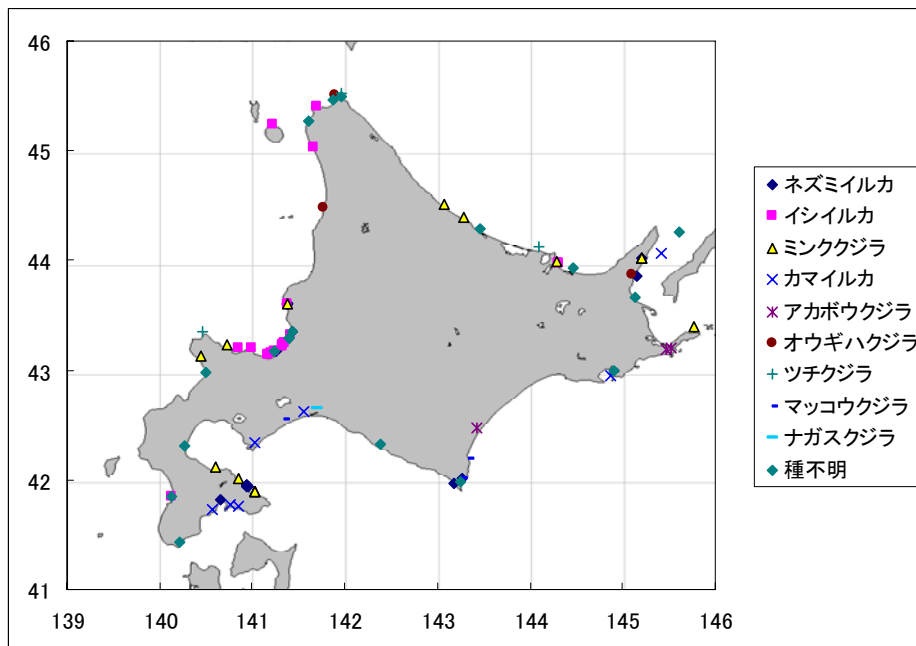 46
45
44
43
42
41
139 140 141 142 143 144 145 146
ネズミイルカ
イシイルカ
ミンククジラ
カマイルカ
アカボウクジラ
オウギハクジラ
ツチクジラ
マッコウクジラ
ナガスクジラ
種不明